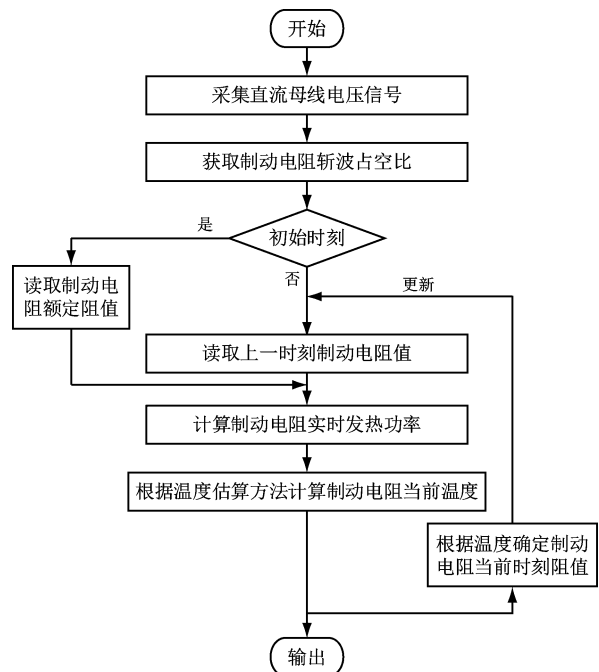 开始
采集直流母线电压信号
获取制动电阻斩波占空比
初始时刻
是
否
更新
读取制动电
阻额定阻值
读取上一时刻制动电阻值
计算制动电阻实时发热功率
根据温度估算方法计算制动电阻当前温度
根据温度确定制动
电阻当前时刻阻值
输出